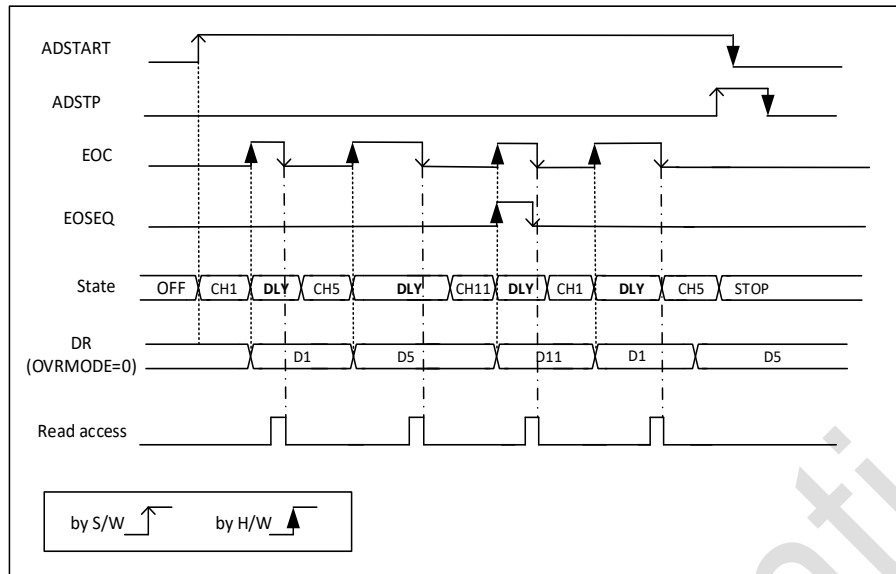 ADSTART
ADSTP
EOC
EOSEQ
State OFF CH1 DLY CH5 DLY CH11 DLY CH1 DLY CH5 STOP
DR
(OVRMODE=0) D1 D5 D11 D1 D5
Read access
by S/W by H/W